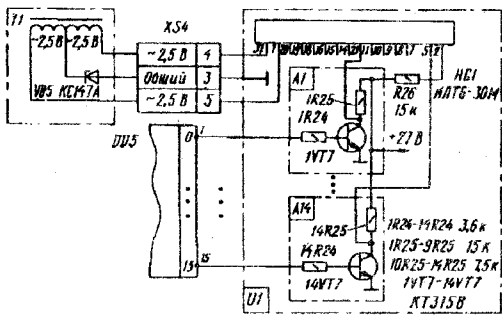 T1
~2,5 В ~2,5 В
VD5 КС147А
XS4
~2,5 В 4
Общий 3
~2,5 В 5
DD5
0 1
15 15
A1
1R25
1R24
1VT7
R26
15 к
HG1
ИЛТ6-30М
+27 В
A14
14R25
14R24
14VT7
1R24-14R24 3,6 к
1R25-9R25 15 к
10R25-14R25 7,5 к
1VT7-14VT7
КТ315В
U1